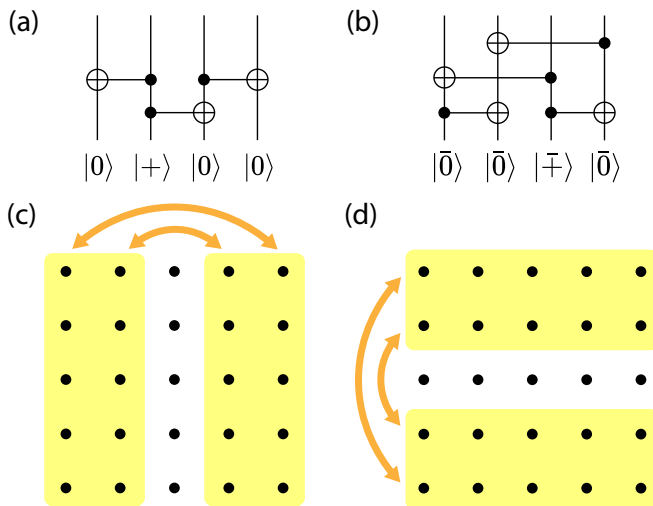 (a)
(b)
|0⟩ |+⟩ |0⟩ |0⟩
|0̄⟩ |0̄⟩ |+̄⟩ |0̄⟩
(c)
(d)